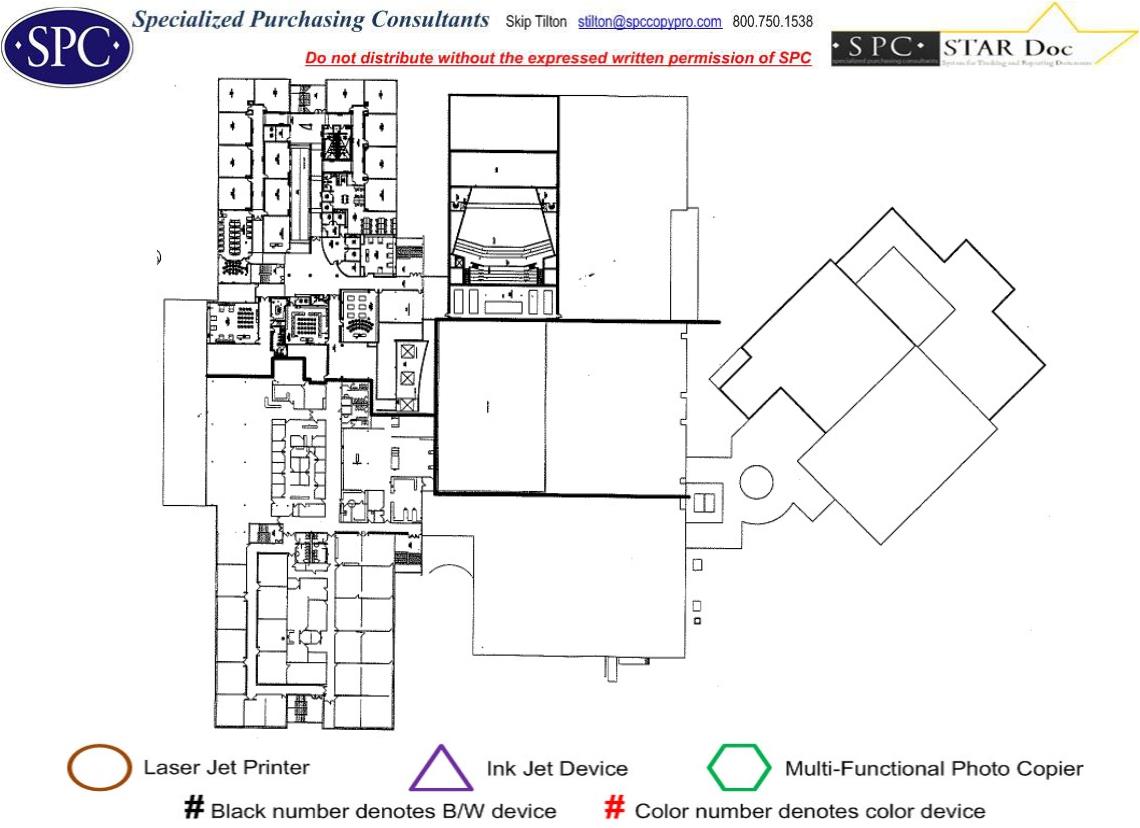 Specialized Purchasing Consultants Skip Tilton stilton@spccopypro.com 800.750.1538
·SPC·
Do not distribute without the expressed written permission of SPC
·SPC· STAR Doc
specialized purchasing consultants System for Tracking and Reporting Documents
Laser Jet Printer Ink Jet Device Multi-Functional Photo Copier
# Black number denotes B/W device # Color number denotes color device